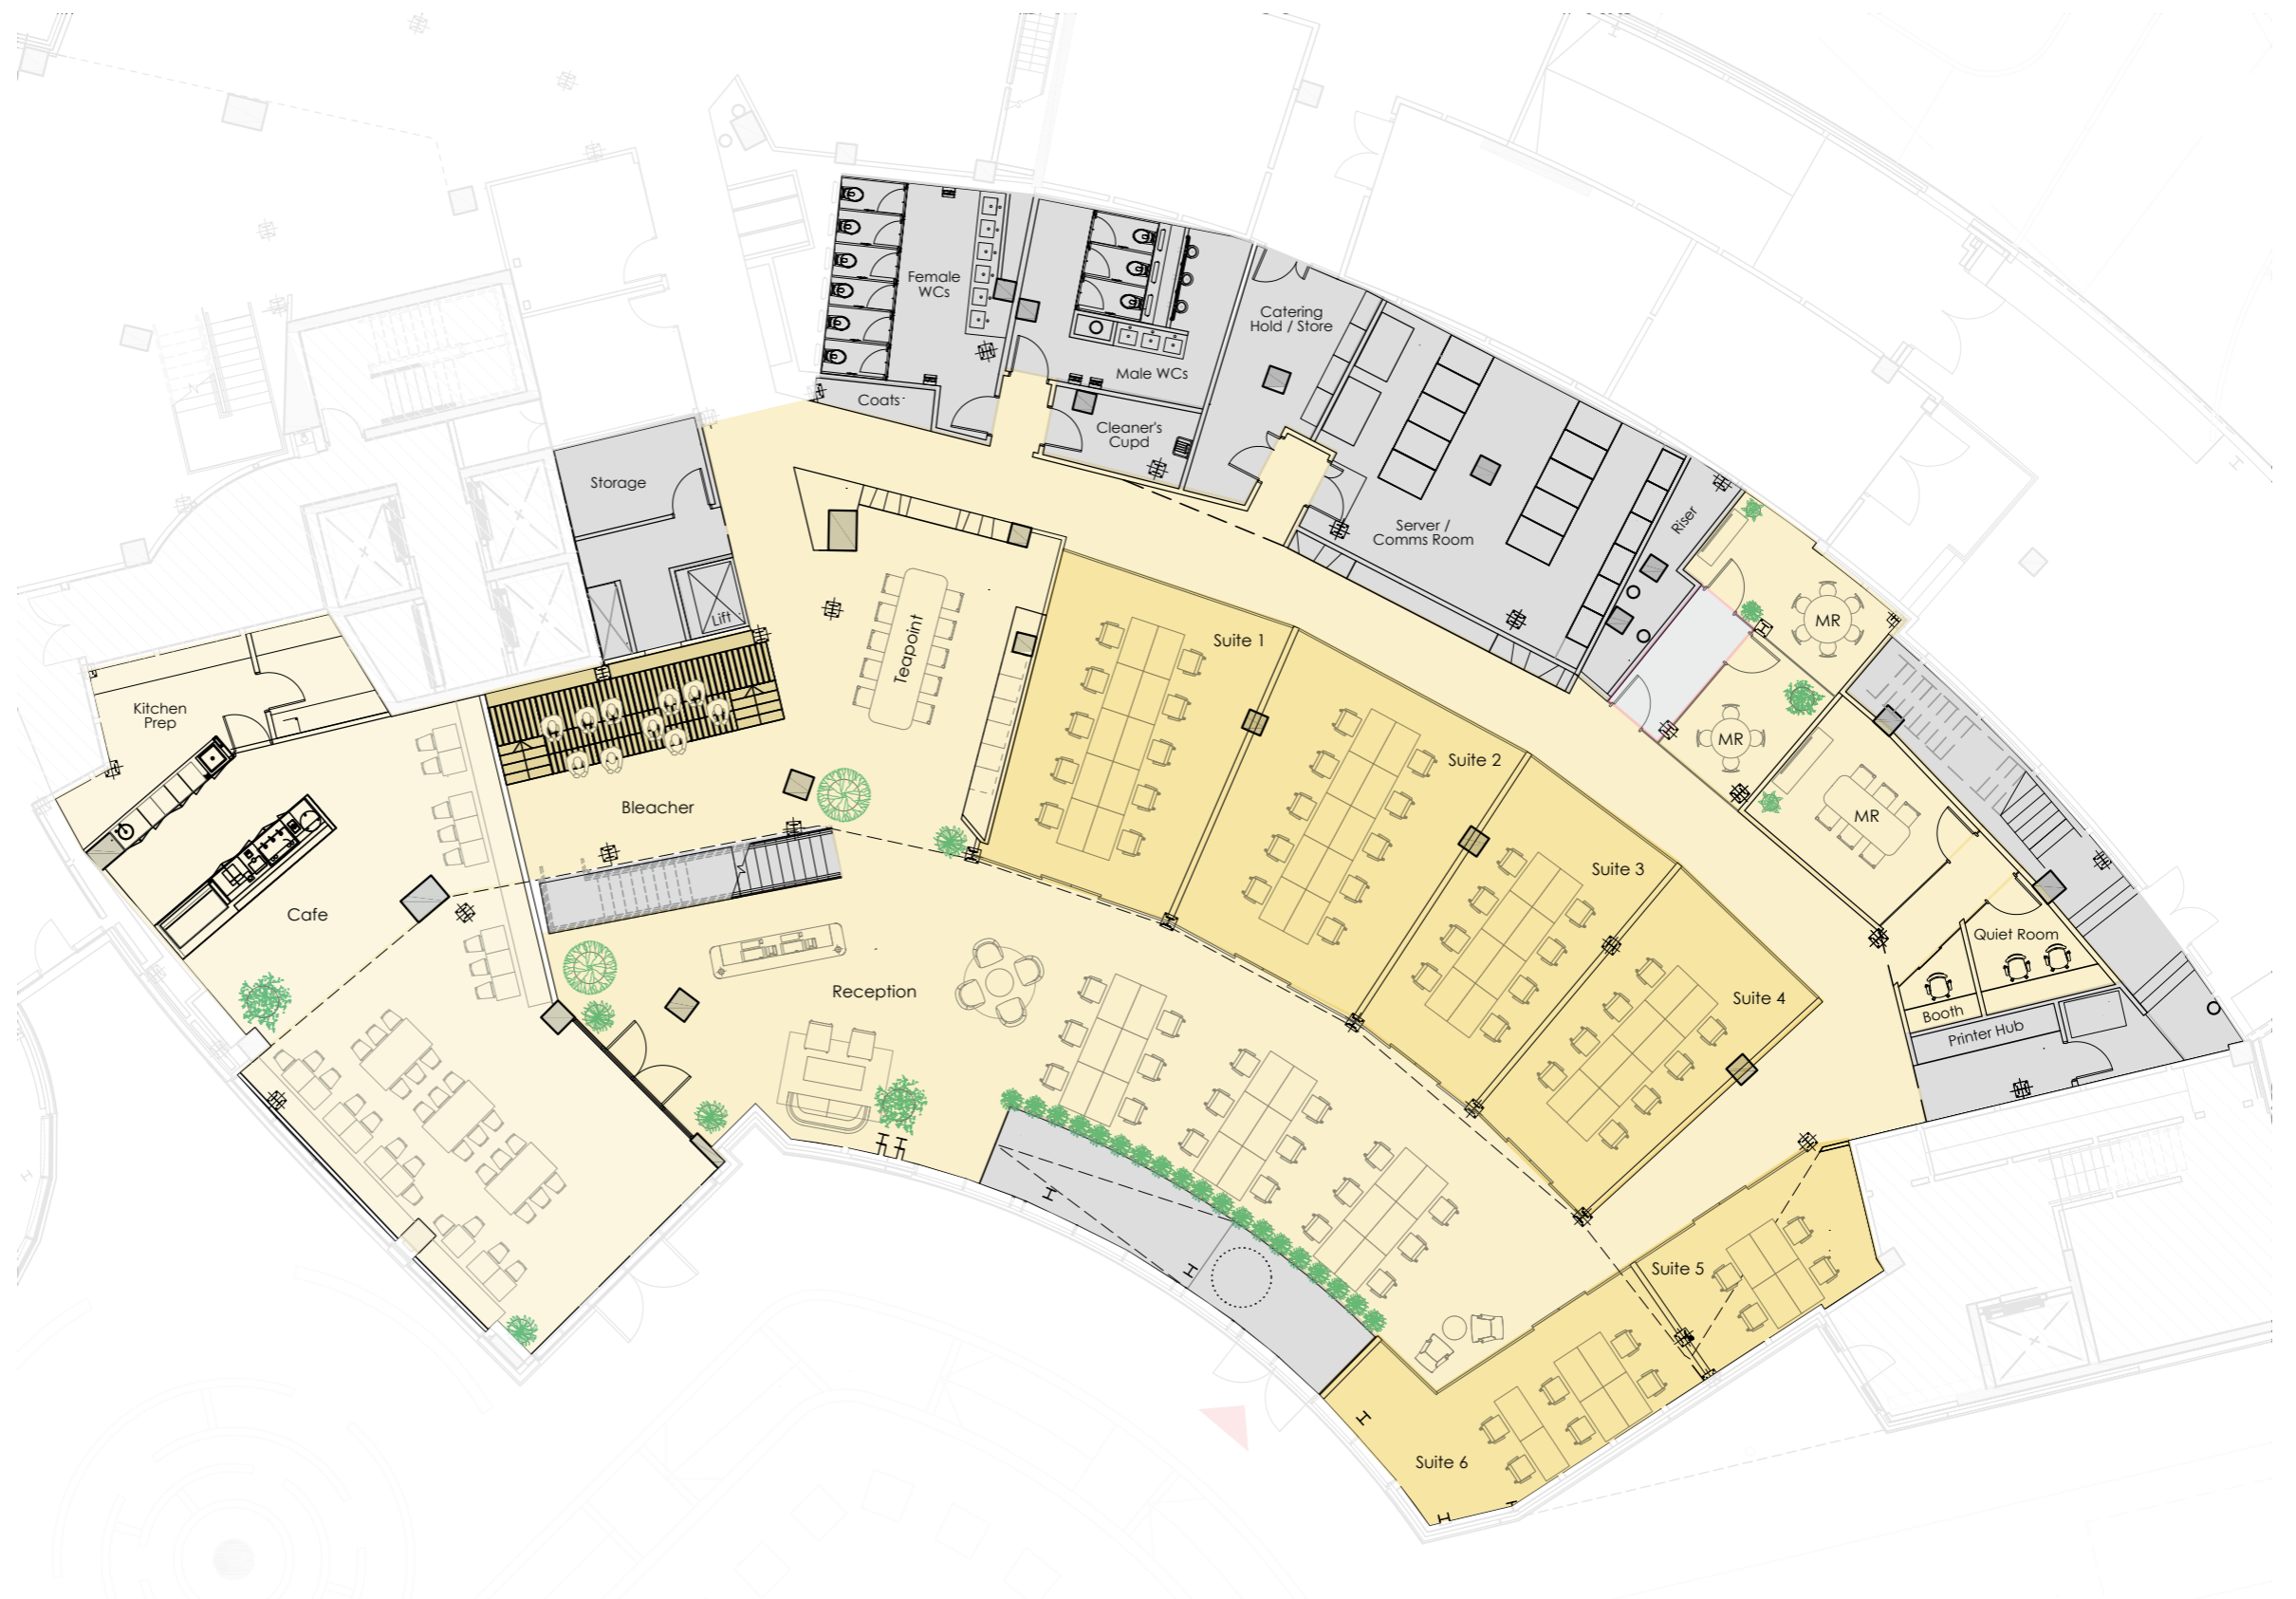 Female
WCs
Catering
Hold / Store
Male WCs
Coats
Cleaner's
Cupd
Storage
Server /
Comms Room
Riser
Lift
Teapoint
MR
Suite 1
Kitchen
Prep
MR
Suite 2
Bleacher
MR
Suite 3
Cafe
Quiet Room
Reception
Suite 4
Booth
Printer Hub
Suite 5
Suite 6